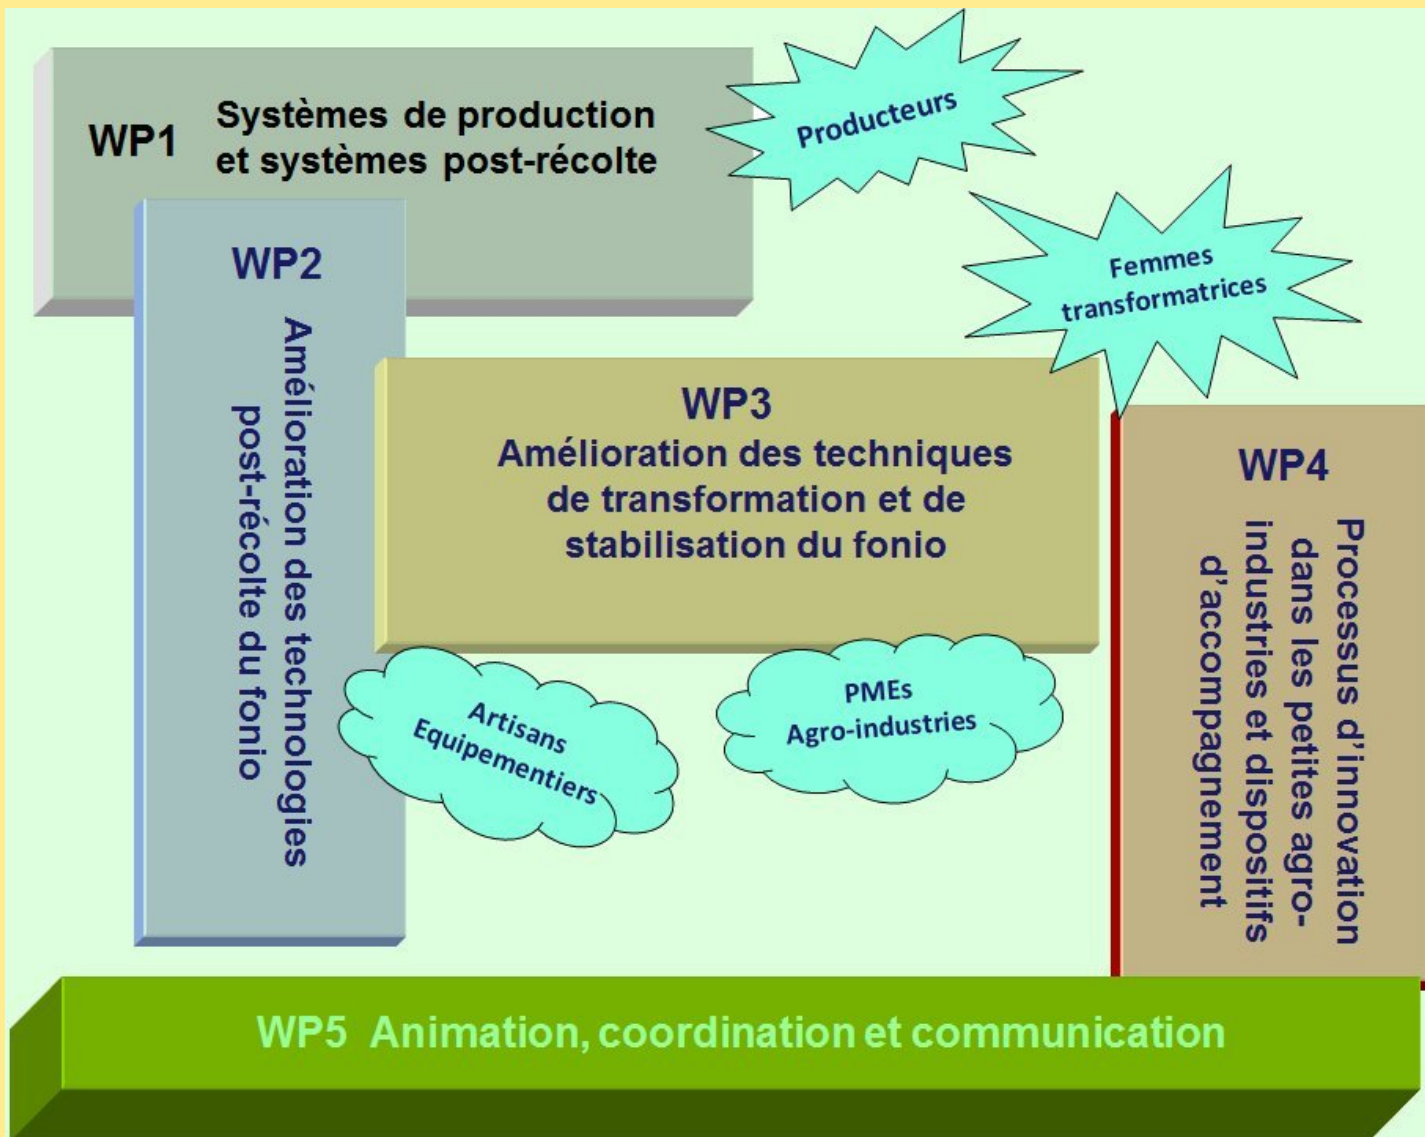 WP1
Systèmes de production
et systèmes post-récolte
Producteurs
Femmes
transformatrices
WP2
Amélioration des technologies
post-récolte du fonio
WP3
Amélioration des techniques
de transformation et de
stabilisation du fonio
WP4
Processus d’innovation
dans les petites agro-
industries et dispositifs
d’accompagnement
Artisans
Equipementiers
PMEs
Agro-industries
WP5 Animation, coordination et communication